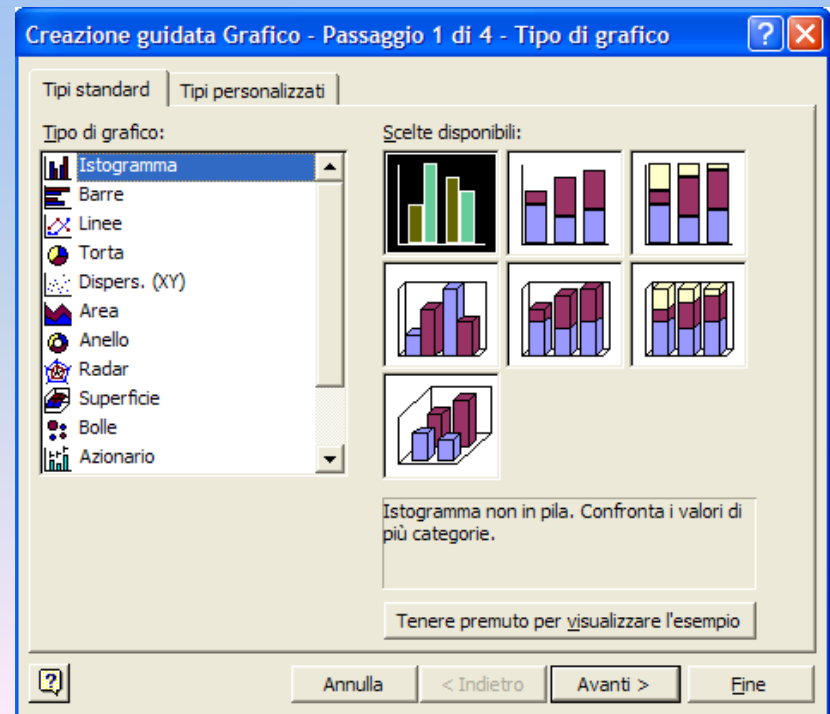 Creazione guidata Grafico - Passaggio 1 di 4 - Tipo di grafico
Tipi standard
Tipi personalizzati
Tipo di grafico:
Scelte disponibili:
Istogramma
Barre
Linee
Torta
Dispers. (XY)
Area
Anello
Radar
Superficie
Bolle
Azionario
Istogramma non in pila. Confronta i valori di
più categorie.
Tenere premuto per visualizzare l'esempio
Annulla
< Indietro
Avanti >
Fine